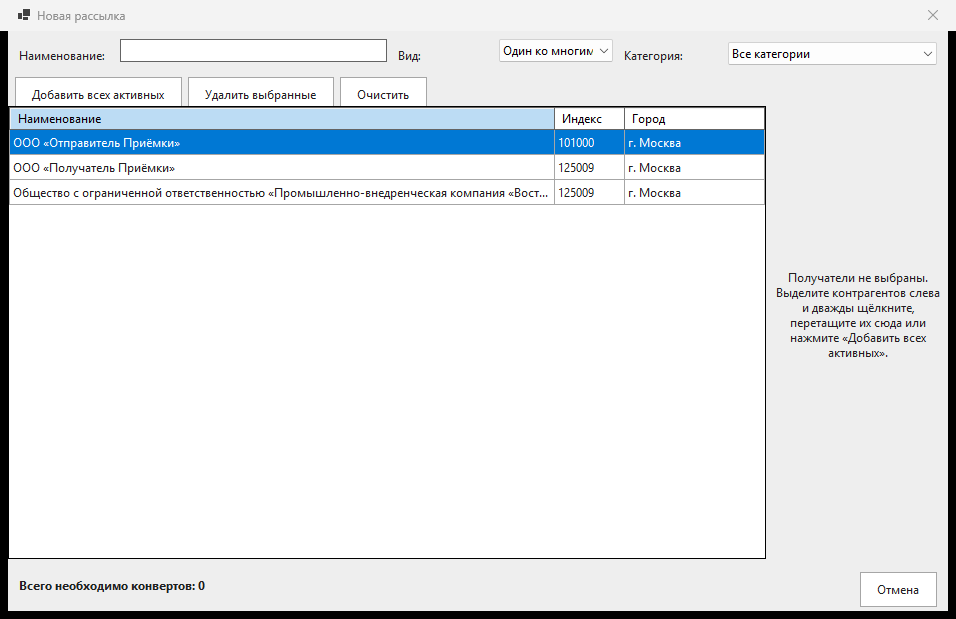 Новая рассылка
Наименование:
Вид:
Один ко многим
Категория:
Все категории
Добавить всех активных
Удалить выбранные
Очистить
Наименование Индекс Город
ООО «Отправитель Приёмки» 101000 г. Москва
ООО «Получатель Приёмки» 125009 г. Москва
Общество с ограниченной ответственностью «Промышленно-внедренческая компания «Вост... 125009 г. Москва
Получатели не выбраны.
Выделите контрагентов слева
и дважды щёлкните,
перетащите их сюда или
нажмите «Добавить всех
активных».
Всего необходимо конвертов: 0
Отмена